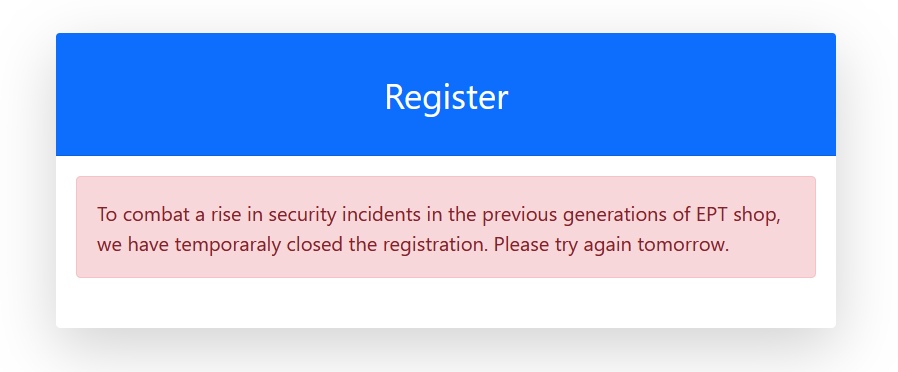 Register
To combat a rise in security incidents in the previous generations of EPT shop,
we have temporaraly closed the registration. Please try again tomorrow.